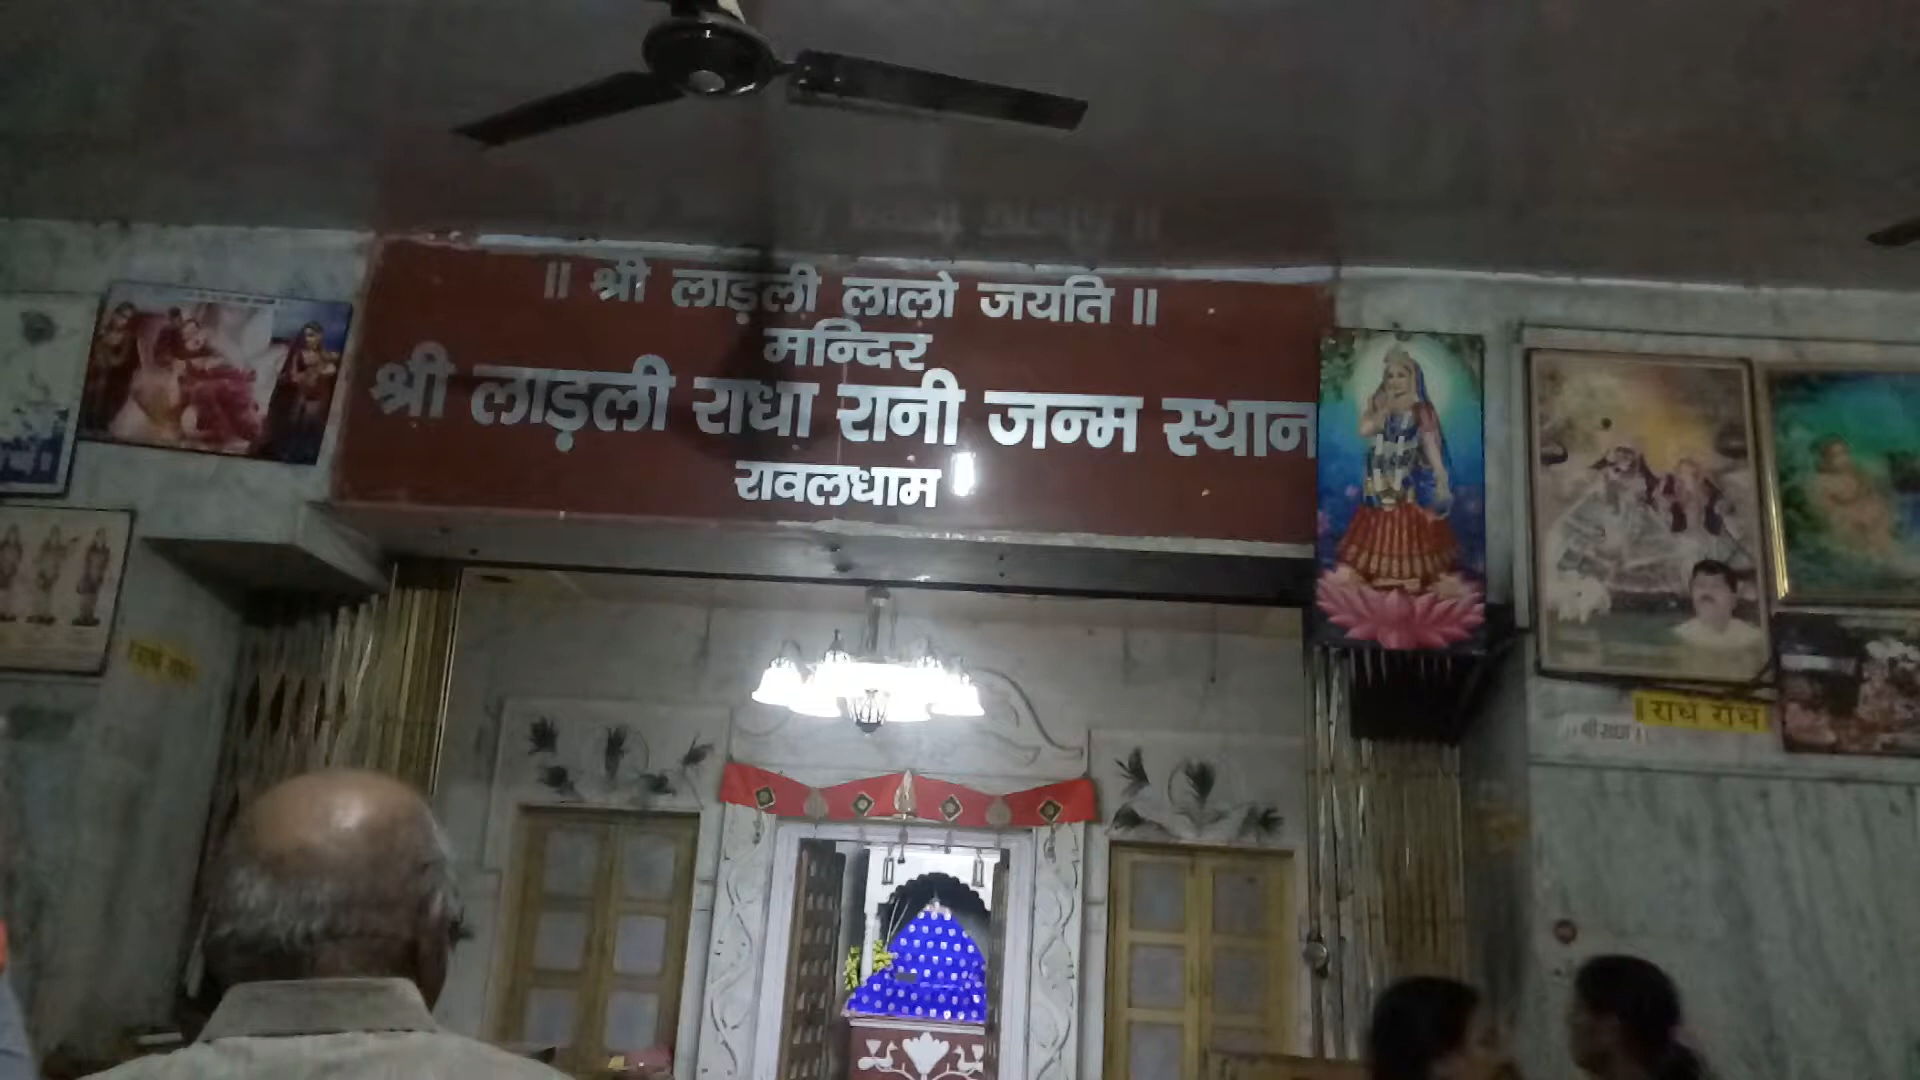 ॥ श्री लाड़ली लालो जयति ॥
मन्दिर
श्री लाड़ली राधा रानी जन्म स्थान
रावलधाम
॥राधे राधे
॥श्री राधा॥